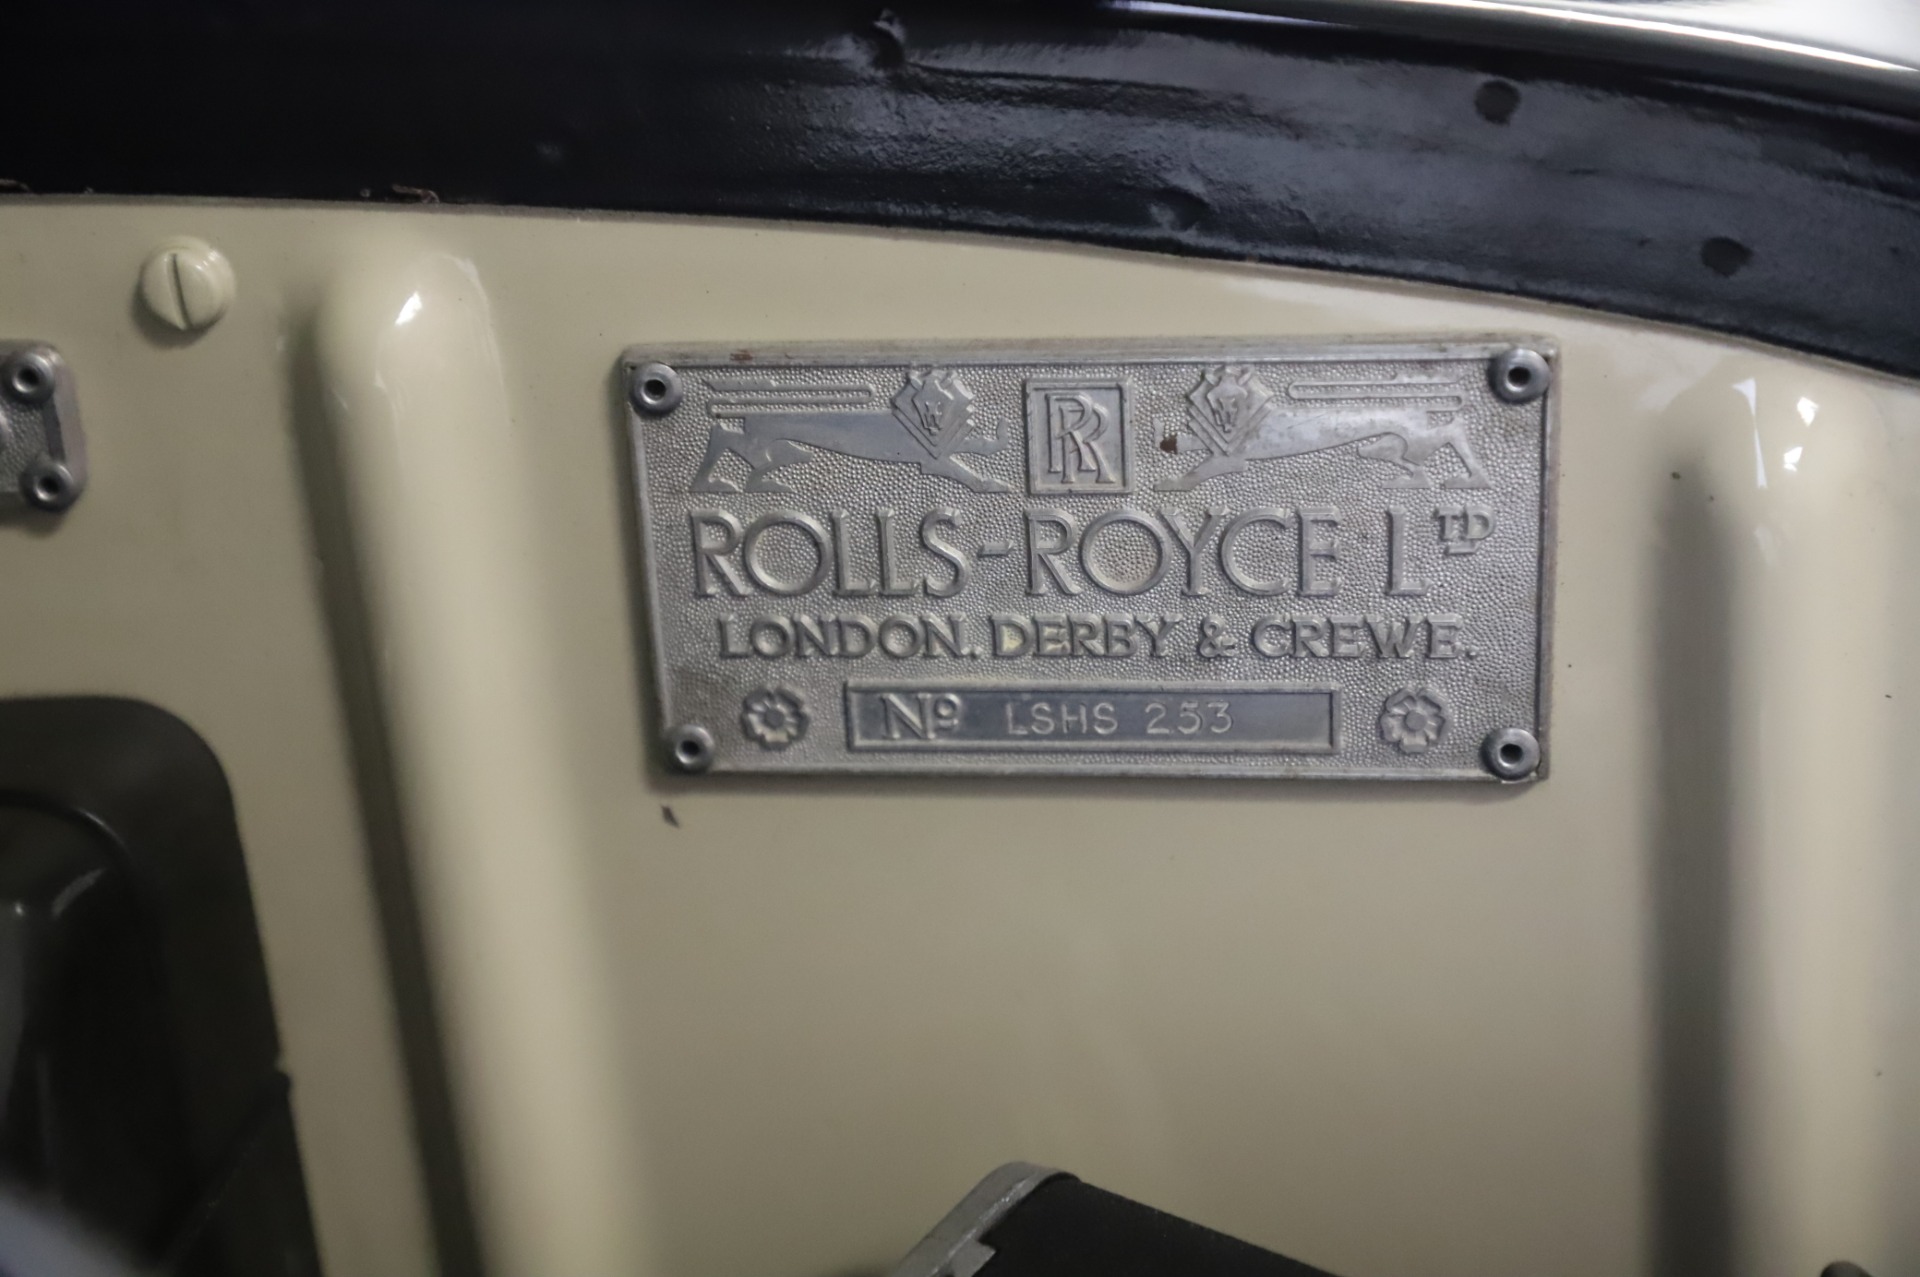 RR
ROLLS-ROYCE LTD
LONDON. DERBY & CREWE.
No LSHS 253